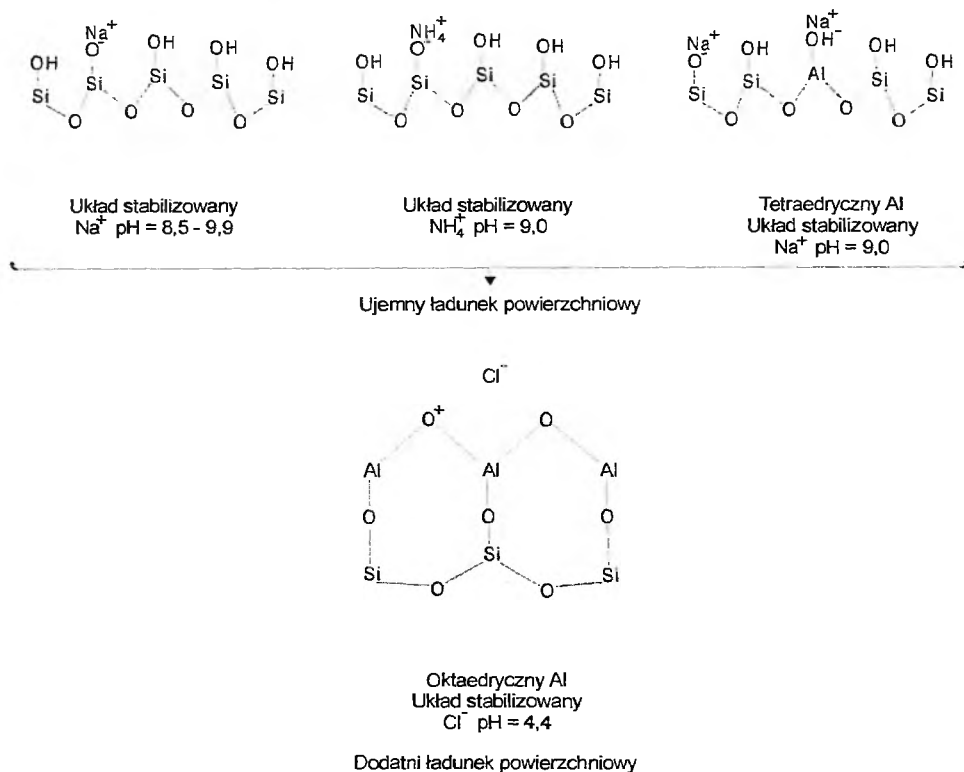 Na+
O-
OH OH OH OH
Si Si Si Si Si
O O O O
Układ stabilizowany
Na+ pH = 8,5 - 9,9
NH4+
O-
OH OH OH OH
Si Si Si Si Si
O O O O
Układ stabilizowany
NH4+ pH = 9,0
Na+ Na+
O- OH OH- OH OH
Si Si Al Si Si
O O O O
Tetraedryczny Al
Układ stabilizowany
Na+ pH = 9,0
Ujemny ładunek powierzchniowy
Cl-
O+ O
Al Al Al
O O O
Si Si Si
O O
Oktaedryczny Al
Układ stabilizowany
Cl- pH = 4,4
Dodatni ładunek powierzchniowy